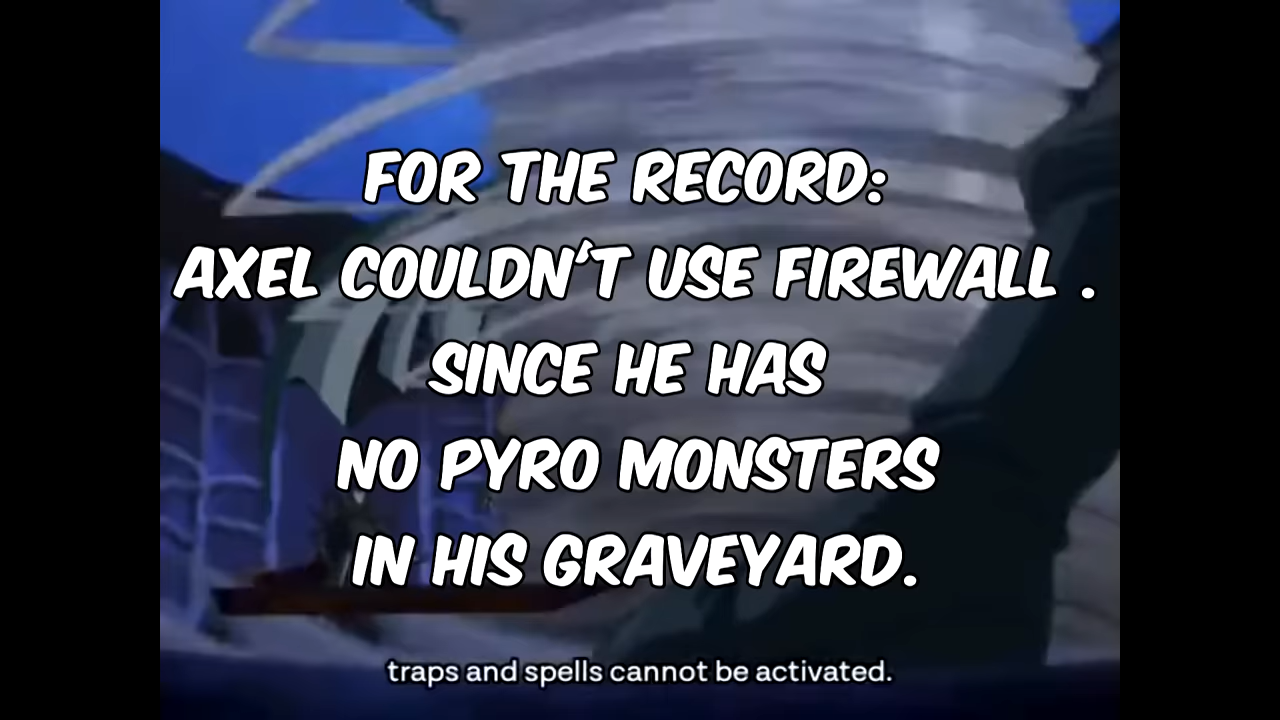 FOR THE RECORD:
AXEL COULDN'T USE FIREWALL .
SINCE HE HAS
NO PYRO MONSTERS
IN HIS GRAVEYARD.
traps and spells cannot be activated.